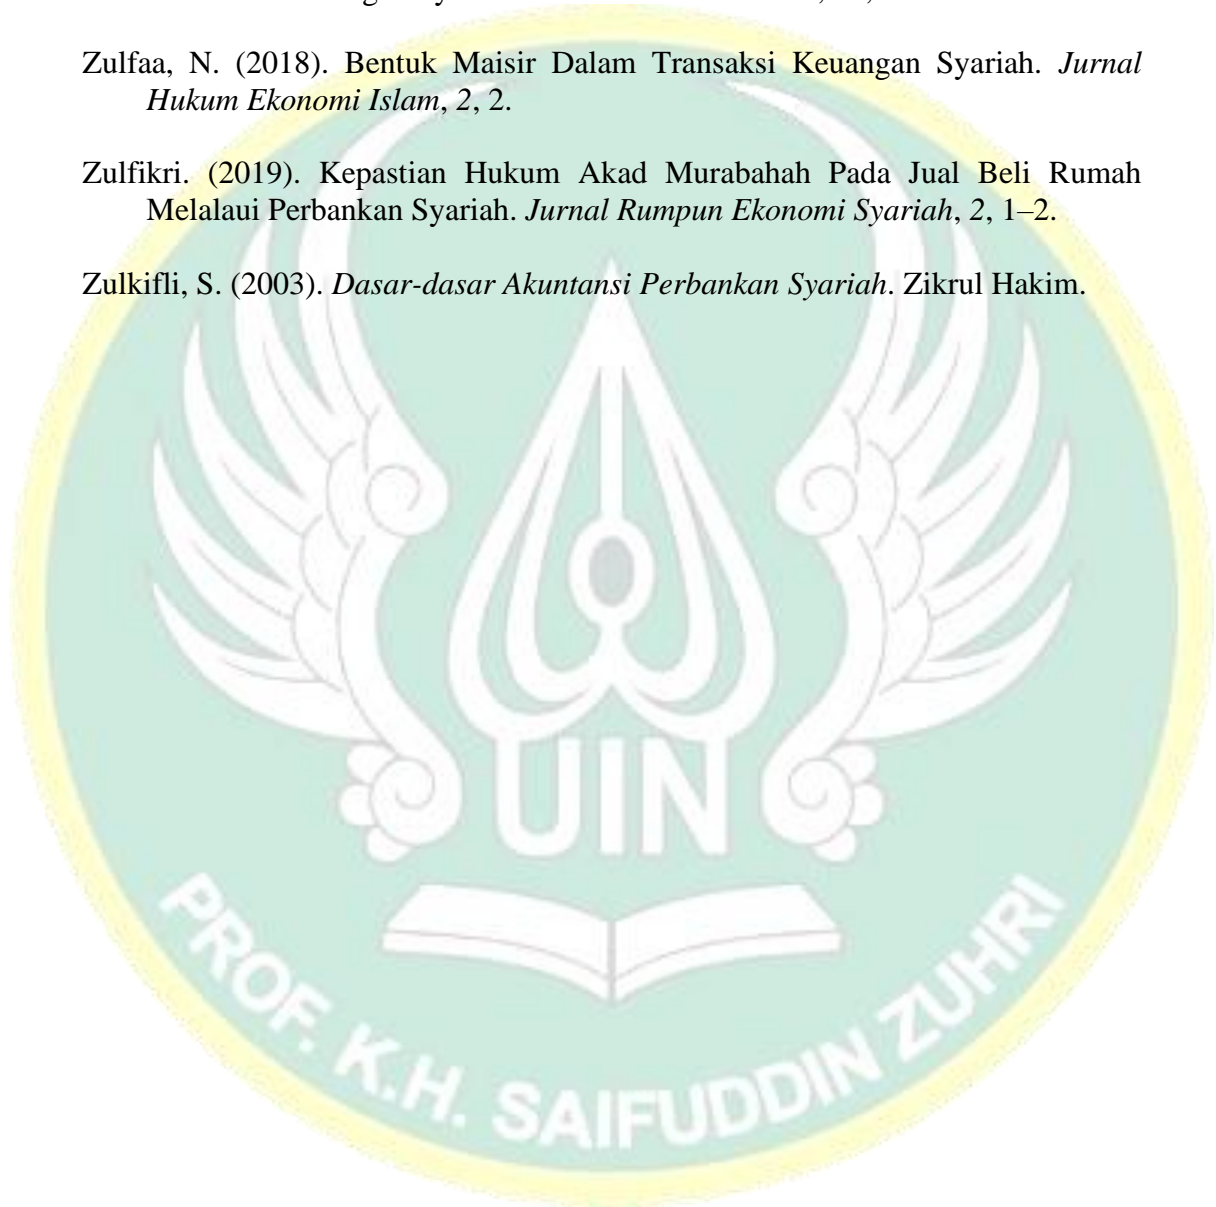 Zulfaa, N. (2018). Bentuk Maisir Dalam Transaksi Keuangan Syariah. Jurnal
Hukum Ekonomi Islam, 2, 2.
Zulfikri. (2019). Kepastian Hukum Akad Murabahah Pada Jual Beli Rumah
Melalaui Perbankan Syariah. Jurnal Rumpun Ekonomi Syariah, 2, 1–2.
Zulkifli, S. (2003). Dasar-dasar Akuntansi Perbankan Syariah. Zikrul Hakim.
UIN
PROF. K.H. SAIFUDDIN ZUHRI